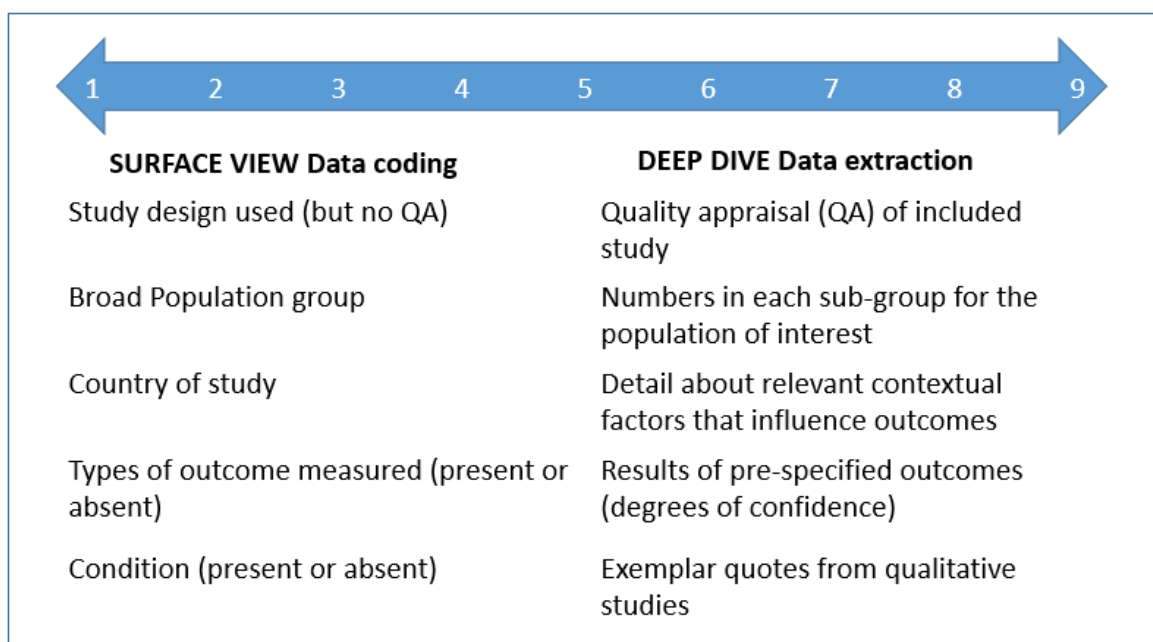 1 2 3 4 5 6 7 8 9
SURFACE VIEW Data coding
Study design used (but no QA)
Broad Population group
Country of study
Types of outcome measured (present or
absent)
Condition (present or absent)
DEEP DIVE Data extraction
Quality appraisal (QA) of included
study
Numbers in each sub-group for the
population of interest
Detail about relevant contextual
factors that influence outcomes
Results of pre-specified outcomes
(degrees of confidence)
Exemplar quotes from qualitative
studies